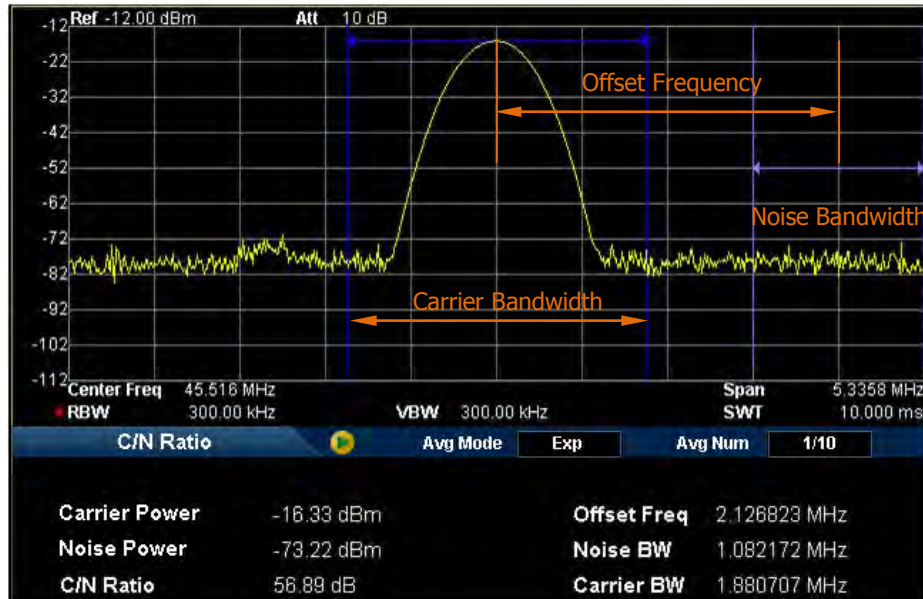 Ref -12.00 dBm Att 10 dB
-12
-22
Offset Frequency
-32
-42
-52
-62
Noise Bandwidth
-72
-82
Carrier Bandwidth
-92
-102
-112
Center Freq 45.516 MHz Span 5.3358 MHz
RBW 300.00 kHz VBW 300.00 kHz SWT 10.000 ms
C/N Ratio Avg Mode Exp Avg Num 1/10
Carrier Power -16.33 dBm Offset Freq 2.126823 MHz
Noise Power -73.22 dBm Noise BW 1.082172 MHz
C/N Ratio 56.89 dB Carrier BW 1.880707 MHz